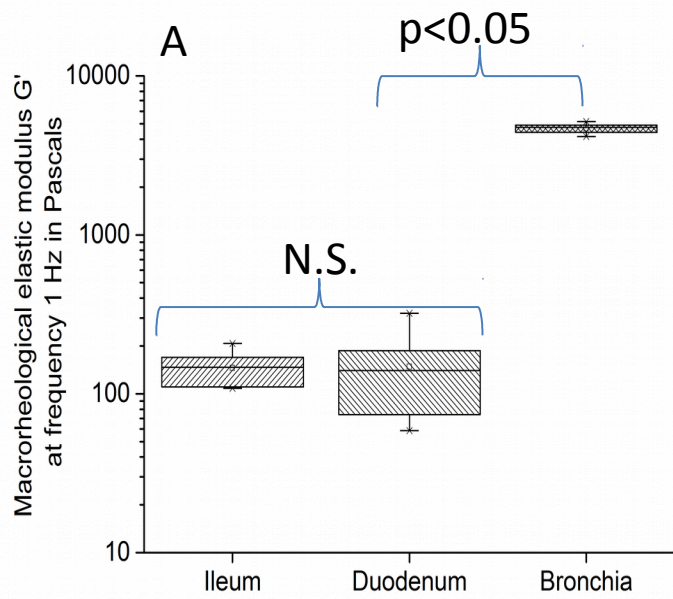 A
p<0.05
N.S.
Macrorheological elastic modulus G'
at frequency 1 Hz in Pascals
10000
1000
100
10
Ileum
Duodenum
Bronchia